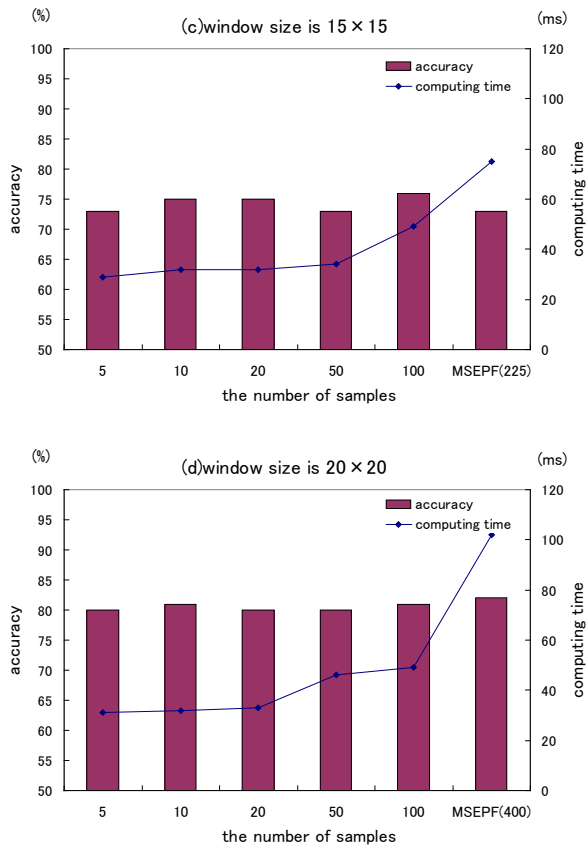 (%)
(c)window size is 15×15
(ms)
100
95
90
85
80
75
70
65
60
55
50
accuracy
120
100
80
60
40
20
0
computing time
accuracy
computing time
5 10 20 50 100 MSEPF(225)
the number of samples
(%)
(d)window size is 20×20
(ms)
100
95
90
85
80
75
70
65
60
55
50
accuracy
120
100
80
60
40
20
0
computing time
accuracy
computing time
5 10 20 50 100 MSEPF(400)
the number of samples